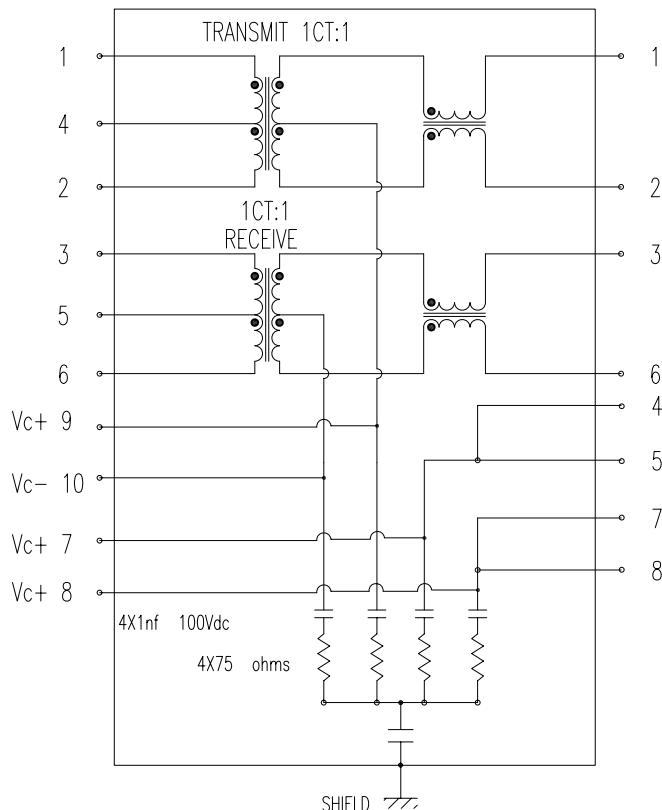 TRANSMIT 1CT:1
1
1
4
2
2
1CT:1
RECEIVE
3
3
5
6
6
4
Vc+ 9
5
Vc- 10
7
Vc+ 7
8
Vc+ 8
4X1nf 100Vdc
4X75 ohms
SHIELD